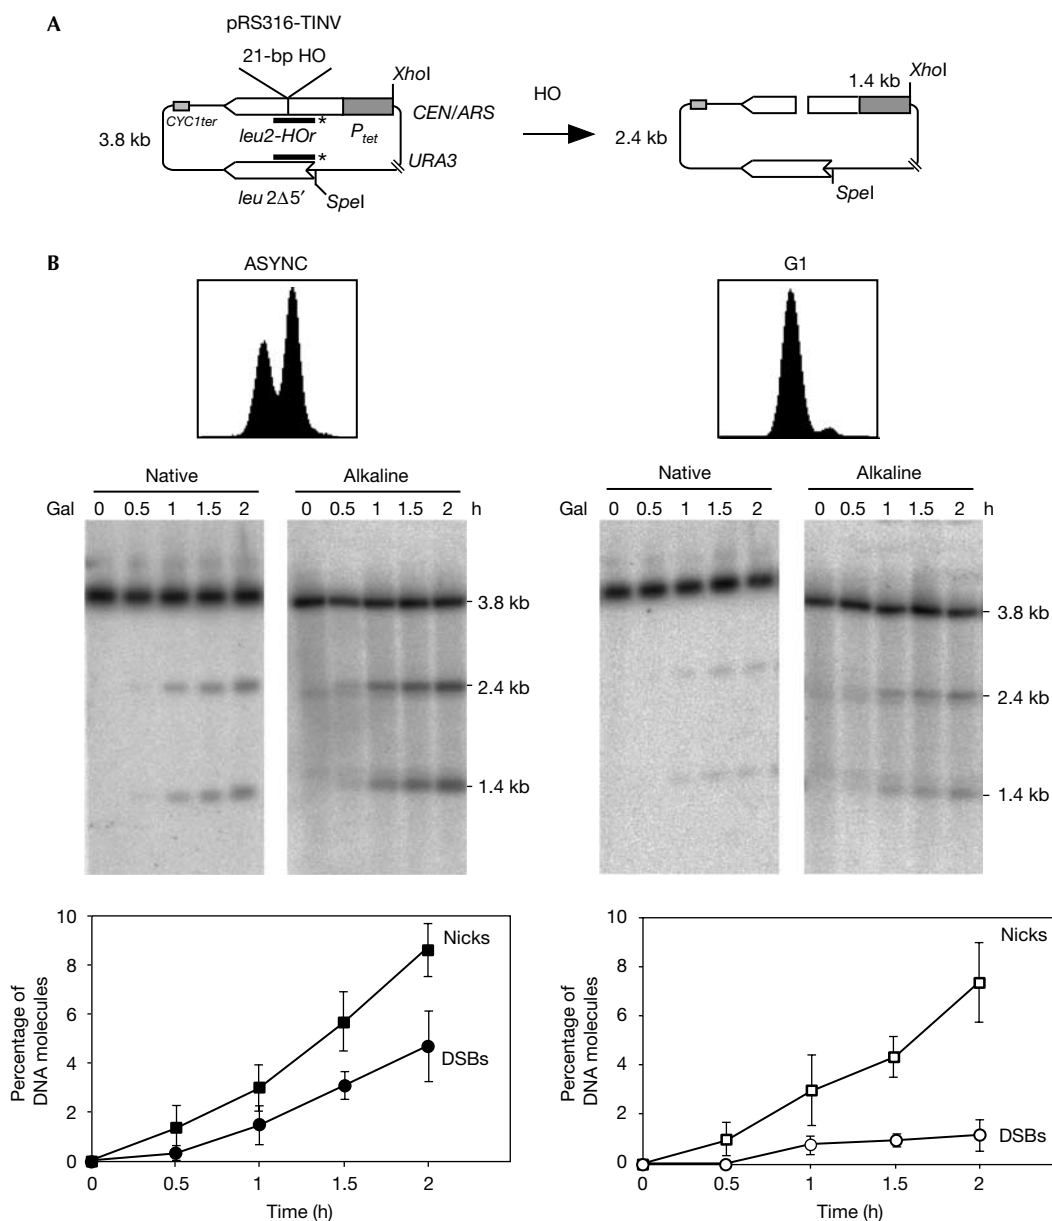 A
pRS316-TINV
21-bp HO
XhoI
CYC1ter
leu2-HOr
*
Ptet
CEN/ARS
3.8 kb
*
URA3
leu 2Δ5′
SpeI
HO
1.4 kb
XhoI
2.4 kb
SpeI
B
ASYNC
G1
Native
Alkaline
Gal 0 0.5 1 1.5 2
0 0.5 1 1.5 2 h
3.8 kb
2.4 kb
1.4 kb
Native
Alkaline
Gal 0 0.5 1 1.5 2
0 0.5 1 1.5 2 h
3.8 kb
2.4 kb
1.4 kb
Percentage of
DNA molecules
10
8
6
4
2
0
Nicks
DSBs
0 0.5 1 1.5 2
Time (h)
Percentage of
DNA molecules
10
8
6
4
2
0
Nicks
DSBs
0 0.5 1 1.5 2
Time (h)